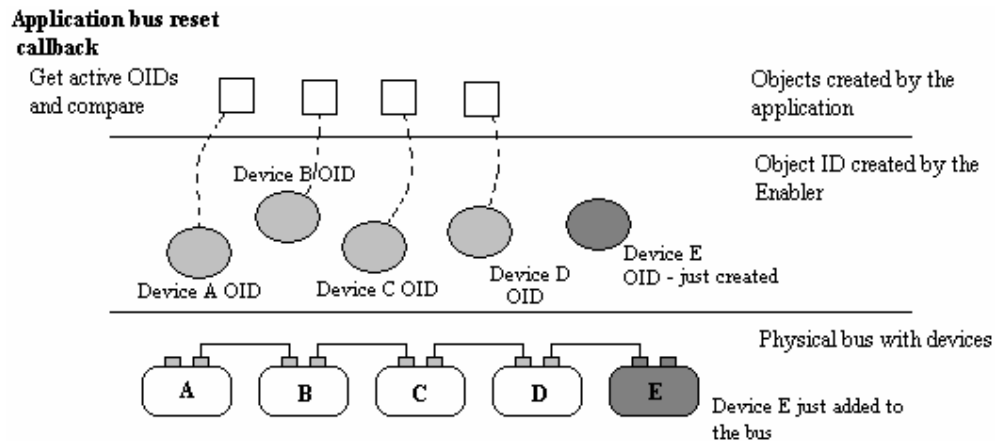 Application bus reset
callback
Get active OIDs
and compare
Objects created by the
application
Object ID created by the
Enabler
Device B OID
Device A OID
Device C OID
Device D
OID
Device E
OID - just created
Physical bus with devices
A
B
C
D
E
Device E just added to
the bus